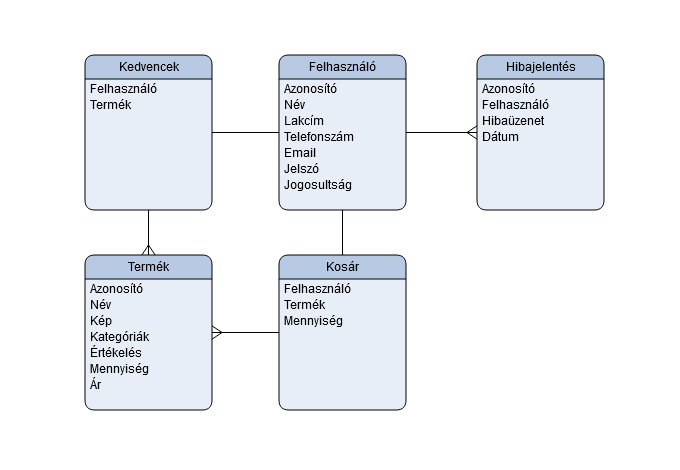 Kedvencek
Felhasználó
Termék
Felhasználó
Azonosító
Név
Lakcím
Telefonszám
Email
Jelszó
Jogosultság
Hibajelentés
Azonosító
Felhasználó
Hibaüzenet
Dátum
Termék
Azonosító
Név
Kép
Kategóriák
Értékelés
Mennyiség
Ár
Kosár
Felhasználó
Termék
Mennyiség